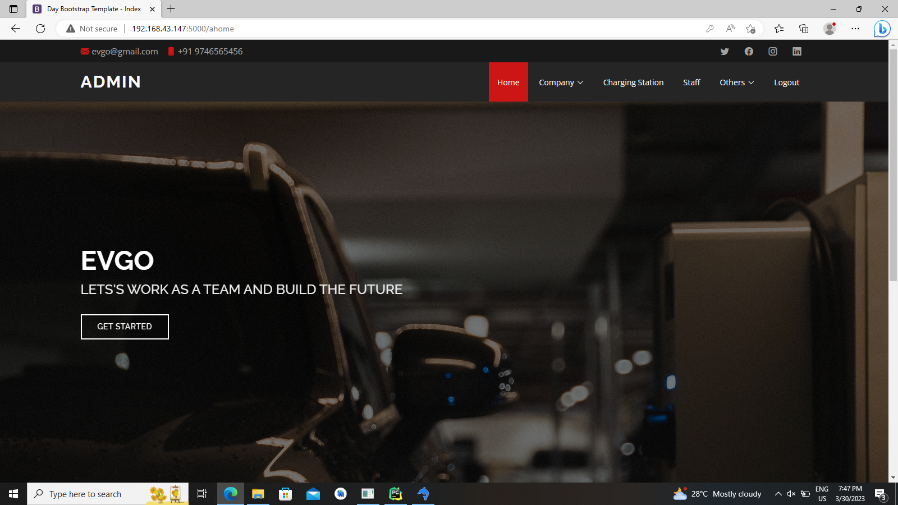 Day Bootstrap Template - Index
Not secure
192.168.43.147:5000/ahome
evgo@gmail.com
+91 9746565456
ADMIN
Home
Company
Charging Station
Staff
Others
Logout
EVGO
LETS'S WORK AS A TEAM AND BUILD THE FUTURE
GET STARTED
Type here to search
28°C Mostly cloudy
ENG
US
7:47 PM
3/30/2023
3